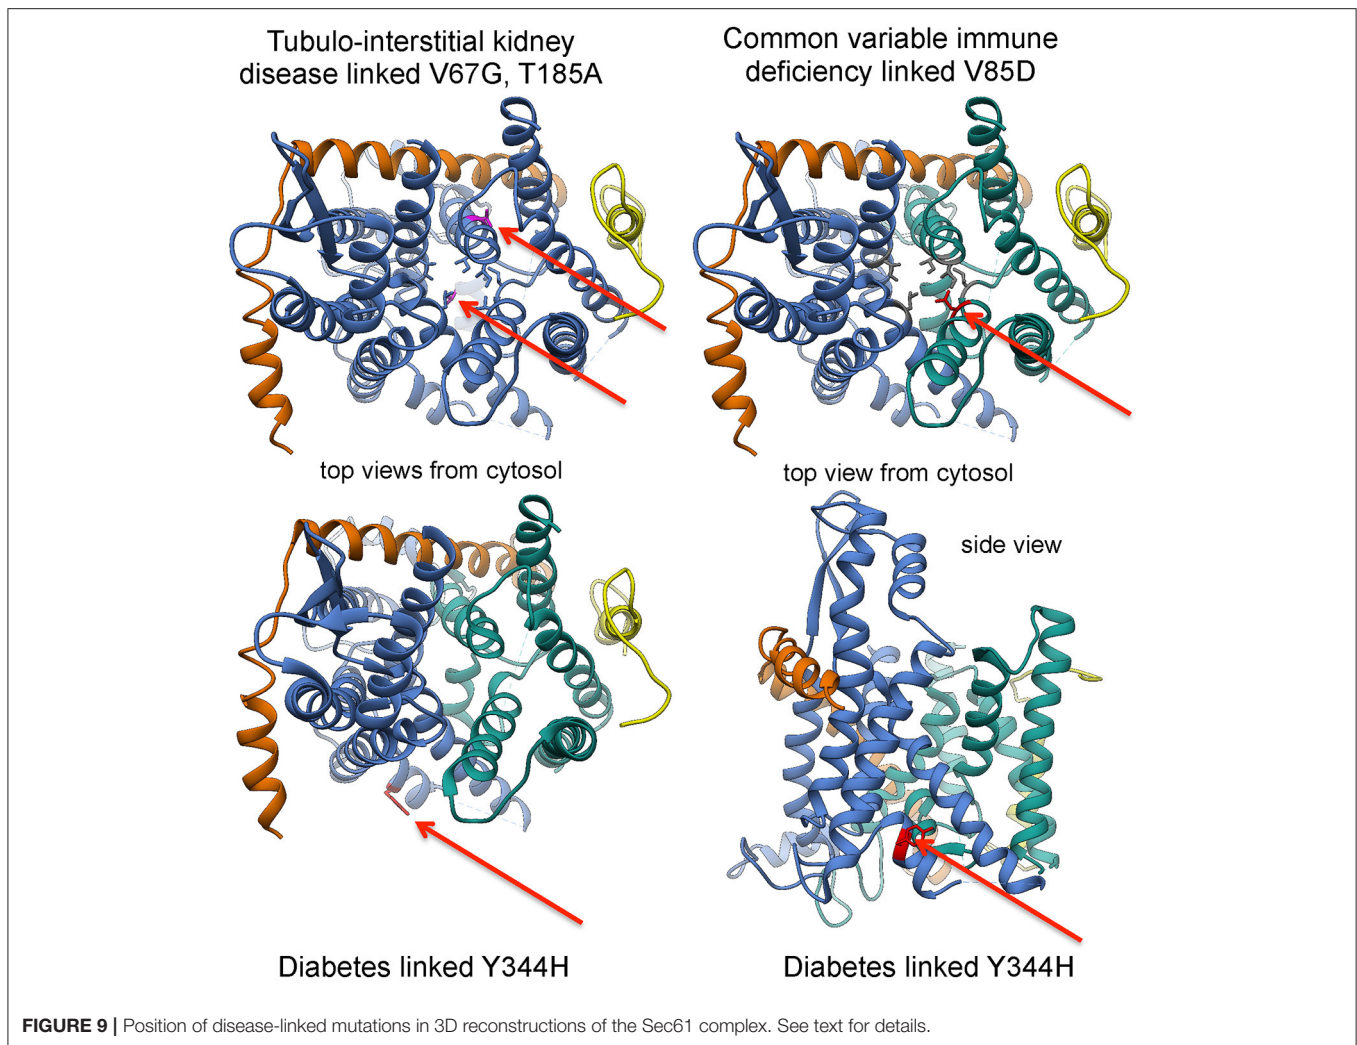 Tubulo-interstitial kidney
disease linked V67G, T185A
Common variable immune
deficiency linked V85D
top views from cytosol
top view from cytosol
side view
Diabetes linked Y344H
Diabetes linked Y344H
FIGURE 9 | Position of disease-linked mutations in 3D reconstructions of the Sec61 complex. See text for details.